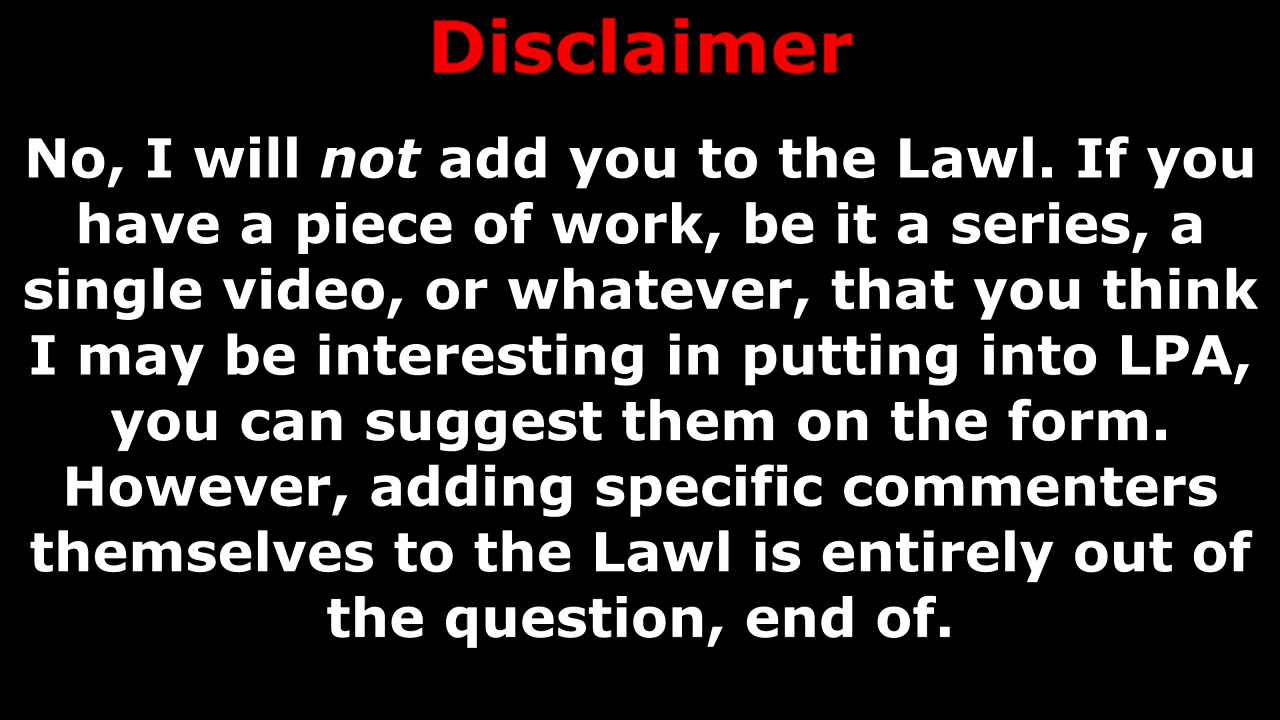 Disclaimer
No, I will not add you to the Lawl. If you
have a piece of work, be it a series, a
single video, or whatever, that you think
I may be interesting in putting into LPA,
you can suggest them on the form.
However, adding specific commenters
themselves to the Lawl is entirely out of
the question, end of.